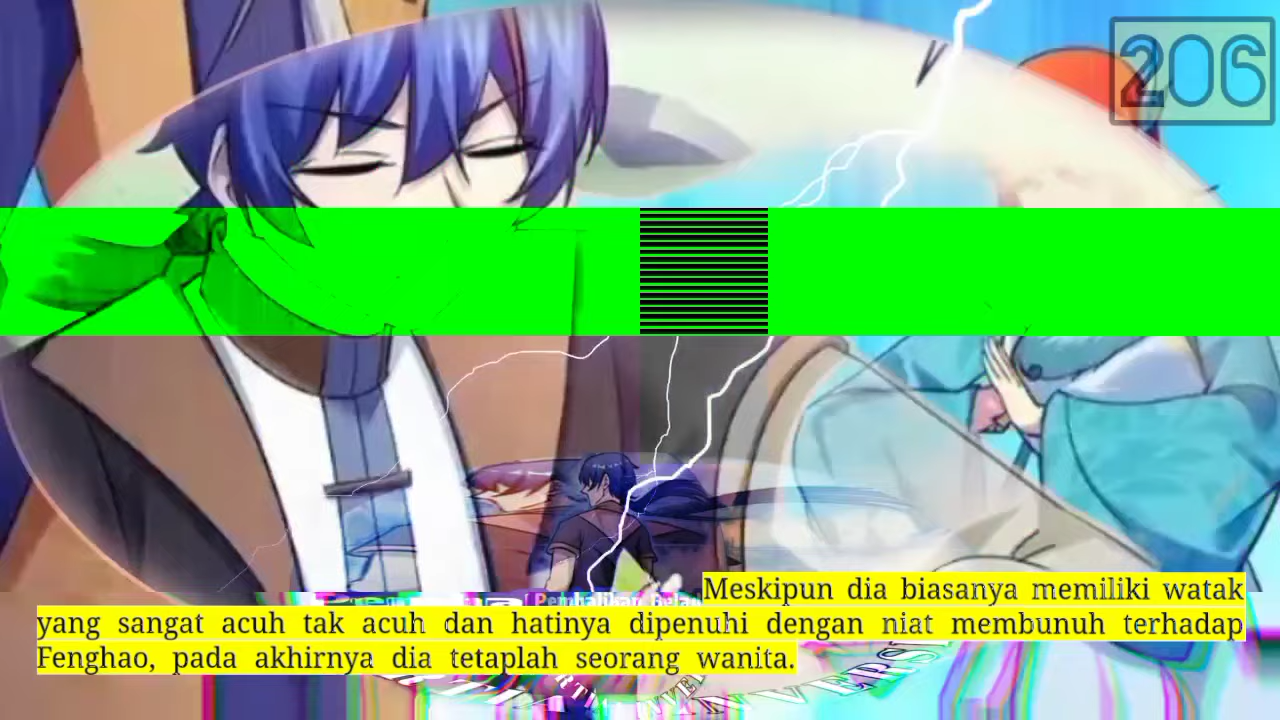 206
Meskipun dia biasanya memiliki watak
yang sangat acuh tak acuh dan hatinya dipenuhi dengan niat membunuh terhadap
Fenghao, pada akhirnya dia tetaplah seorang wanita.